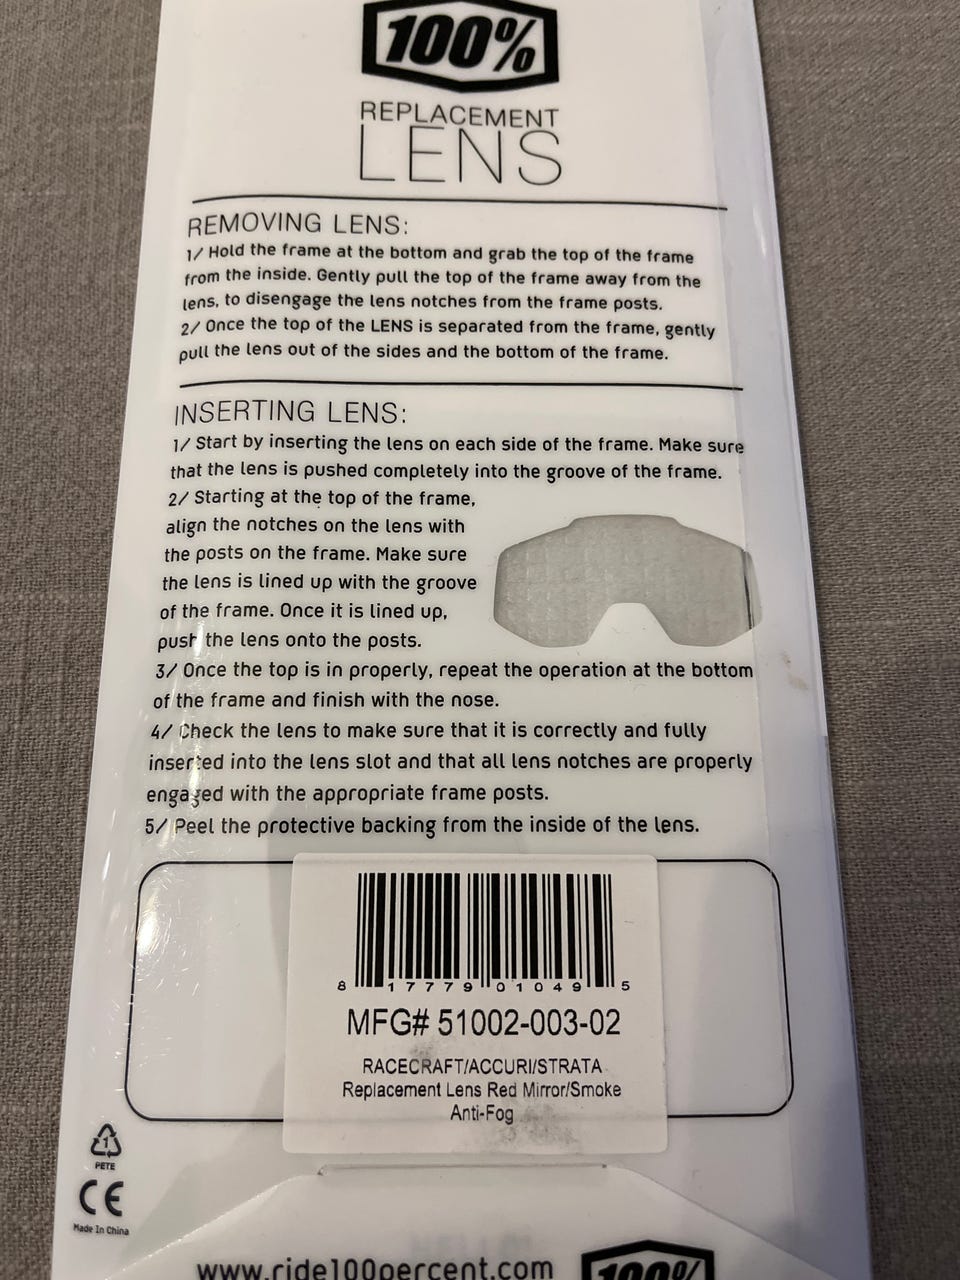 100%
REPLACEMENT
LENS
REMOVING LENS:
1/ Hold the frame at the bottom and grab the top of the frame
from the inside. Gently pull the top of the frame away from the
lens, to disengage the lens notches from the frame posts.
2/ Once the top of the LENS is separated from the frame, gently
pull the lens out of the sides and the bottom of the frame.
INSERTING LENS:
1/ Start by inserting the lens on each side of the frame. Make sure
that the lens is pushed completely into the groove of the frame.
2/ Starting at the top of the frame,
align the notches on the lens with
the posts on the frame. Make sure
the lens is lined up with the groove
of the frame. Once it is lined up,
push the lens onto the posts.
3/ Once the top is in properly, repeat the operation at the bottom
of the frame and finish with the nose.
4/ Check the lens to make sure that it is correctly and fully
inserted into the lens slot and that all lens notches are properly
engaged with the appropriate frame posts.
5/ Peel the protective backing from the inside of the lens.
8 17779 01049 5
MFG# 51002-003-02
RACECRAFT/ACCURI/STRATA
Replacement Lens Red Mirror/Smoke
Anti-Fog
1
PETE
CE
Made In China
www.ride100percent.com
100%